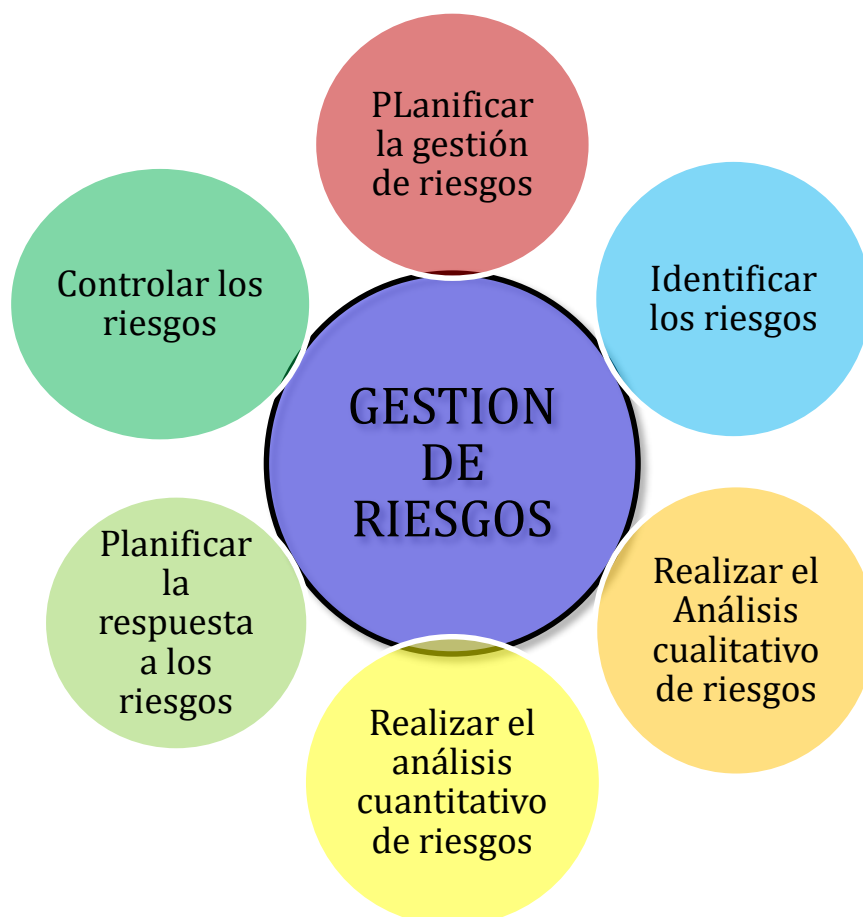 PLanificar
la gestión
de riesgos
Identificar
los riesgos
Realizar el
Análisis
cualitativo
de riesgos
Realizar el
análisis
cuantitativo
de riesgos
Planificar
la
respuesta
a los
riesgos
Controlar los
riesgos
GESTION
DE
RIESGOS